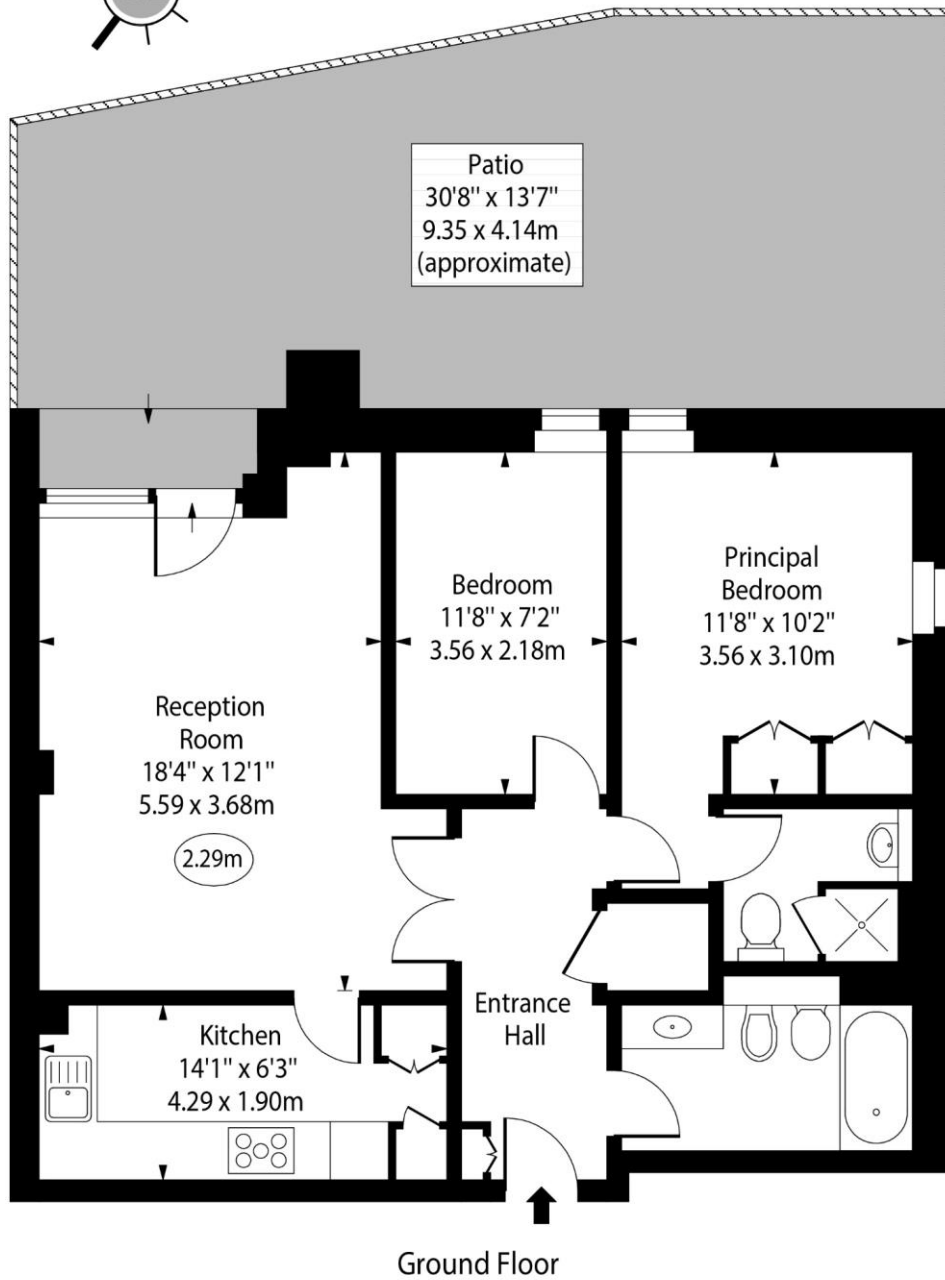 Patio
30'8" x 13'7"
9.35 x 4.14m
(approximate)
Bedroom
11'8" x 7'2"
3.56 x 2.18m
Principal
Bedroom
11'8" x 10'2"
3.56 x 3.10m
Reception
Room
18'4" x 12'1"
5.59 x 3.68m
2.29m
Entrance
Hall
Kitchen
14'1" x 6'3"
4.29 x 1.90m
Ground Floor